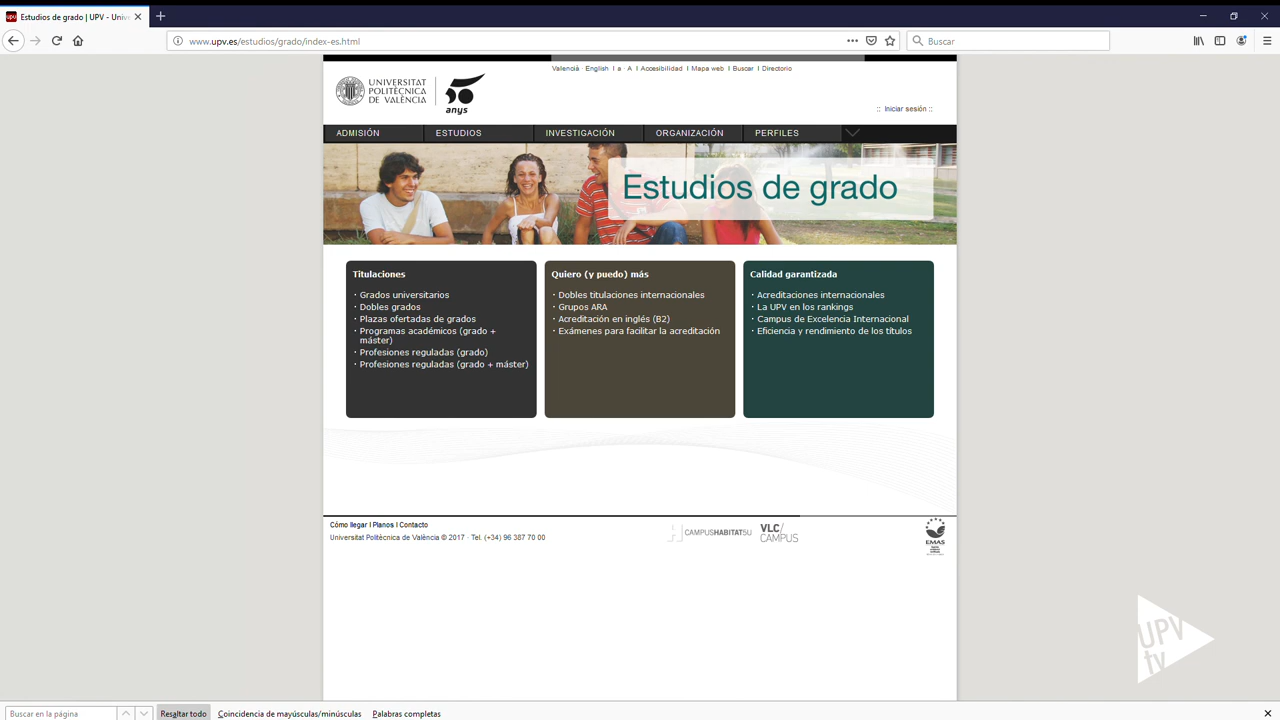 Estudios de grado | UPV - Univ
www.upv.es/estudios/grado/index-es.html
Buscar
Valencià · English I a · A I Accesibilidad I Mapa web I Buscar I Directorio
UNIVERSITAT
POLITÈCNICA
DE VALÈNCIA
50
anys
:: Iniciar sesión ::
ADMISIÓN ESTUDIOS INVESTIGACIÓN ORGANIZACIÓN PERFILES
Estudios de grado
Titulaciones
· Grados universitarios
· Dobles grados
· Plazas ofertadas de grados
· Programas académicos (grado +
máster)
· Profesiones reguladas (grado)
· Profesiones reguladas (grado + máster)
Quiero (y puedo) más
· Dobles titulaciones internacionales
· Grupos ARA
· Acreditación en inglés (B2)
· Exámenes para facilitar la acreditación
Calidad garantizada
· Acreditaciones internacionales
· La UPV en los rankings
· Campus de Excelencia Internacional
· Eficiencia y rendimiento de los títulos
Cómo llegar I Planos I Contacto
Universitat Politècnica de València © 2017 · Tel. (+34) 96 387 70 00
CAMPUSHABITAT5U
VLC/
CAMPUS
EMAS
UPV
tv
Buscar en la página
Resaltar todo
Coincidencia de mayúsculas/minúsculas
Palabras completas